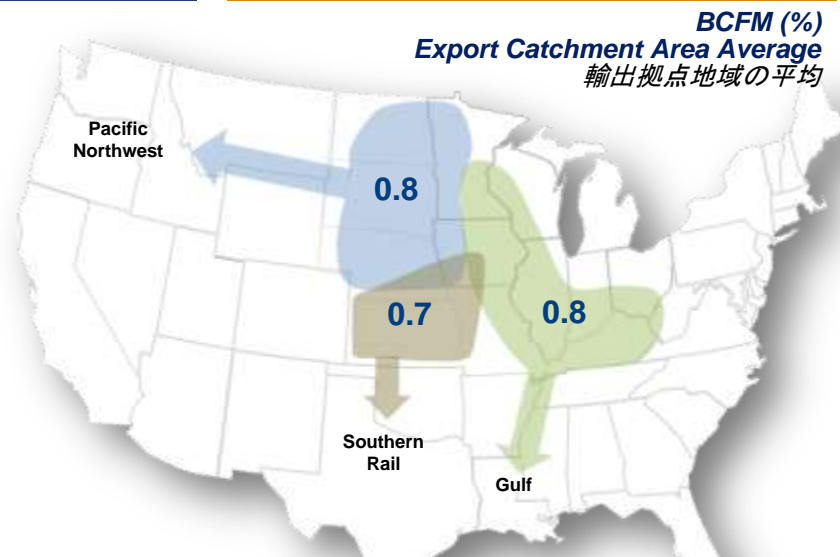 BCFM (%)
Export Catchment Area Average
輸出拠点地域の平均
Pacific
Northwest
0.8
0.7
0.8
Southern
Rail
Gulf